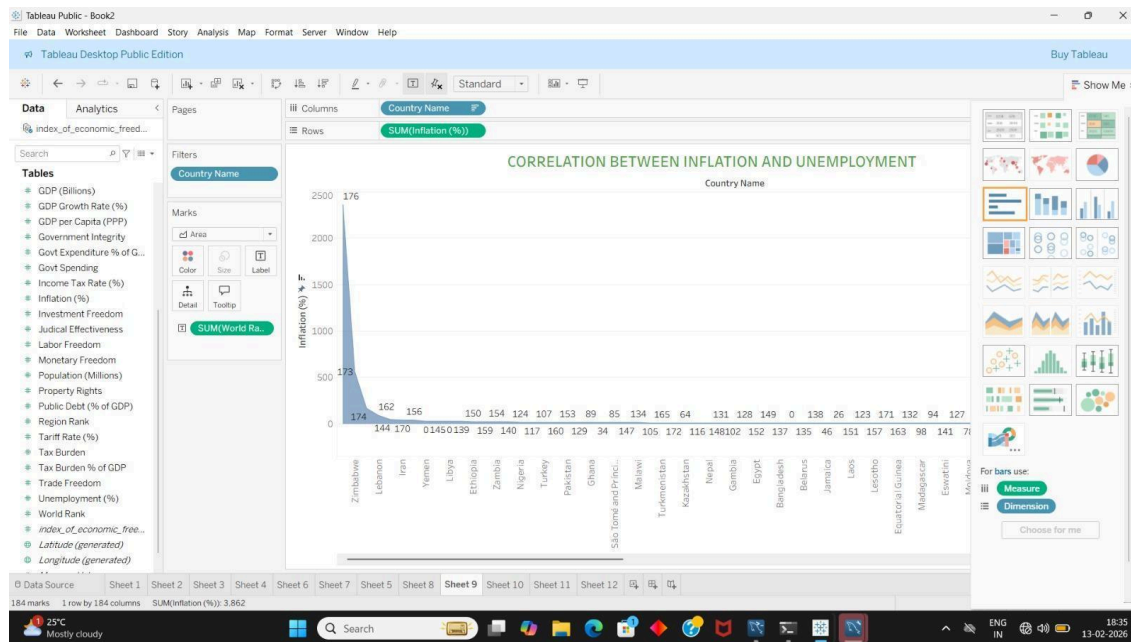 Tableau Public - Book2
File Data Worksheet Dashboard Story Analysis Map Format Server Window Help
Tableau Desktop Public Edition Buy Tableau
Standard Show Me
Data Analytics Pages Columns Country Name
index_of_economic_freed... Rows SUM(Inflation (%))
Search
Tables
GDP (Billions)
GDP Growth Rate (%)
GDP per Capita (PPP)
Government Integrity
Govt Expenditure % of G...
Govt Spending
Income Tax Rate (%)
Inflation (%)
Investment Freedom
Judical Effectiveness
Labor Freedom
Monetary Freedom
Population (Millions)
Property Rights
Public Debt (% of GDP)
Region Rank
Tariff Rate (%)
Tax Burden
Tax Burden % of GDP
Trade Freedom
Unemployment (%)
World Rank
index_of_economic_free...
Latitude (generated)
Longitude (generated)
Filters
Country Name
Marks
Area
Color Size Label
Detail Tooltip
SUM(World Ra..
CORRELATION BETWEEN INFLATION AND UNEMPLOYMENT
Country Name
Inflation (%)
2500
2000
1500
1000
500
0
176
173
174
162 156 150 154 124 107 153 89 85 134 165 64 131 128 149 0 138 26 123 171 132 94 127
144 170 0 145 0 139 159 140 117 160 129 34 147 105 172 116 148 102 152 137 135 46 151 157 163 98 141
Zimbabwe
Lebanon
Iran
Yemen
Libya
Ethiopia
Zambia
Nigeria
Turkey
Pakistan
Ghana
São Tomé and Prínci..
Malawi
Turkmenistan
Kazakhstan
Nepal
Gambia
Egypt
Bangladesh
Belarus
Jamaica
Laos
Lesotho
Equatorial Guinea
Madagascar
Eswatini
For bars use:
Measure
Dimension
Choose for me
Data Source Sheet 1 Sheet 2 Sheet 3 Sheet 4 Sheet 6 Sheet 7 Sheet 5 Sheet 8 Sheet 9 Sheet 10 Sheet 11 Sheet 12
184 marks 1 row by 184 columns SUM(Inflation (%)): 3,862
1
25°C
Mostly cloudy
Search
ENG
IN
18:35
13-02-2026